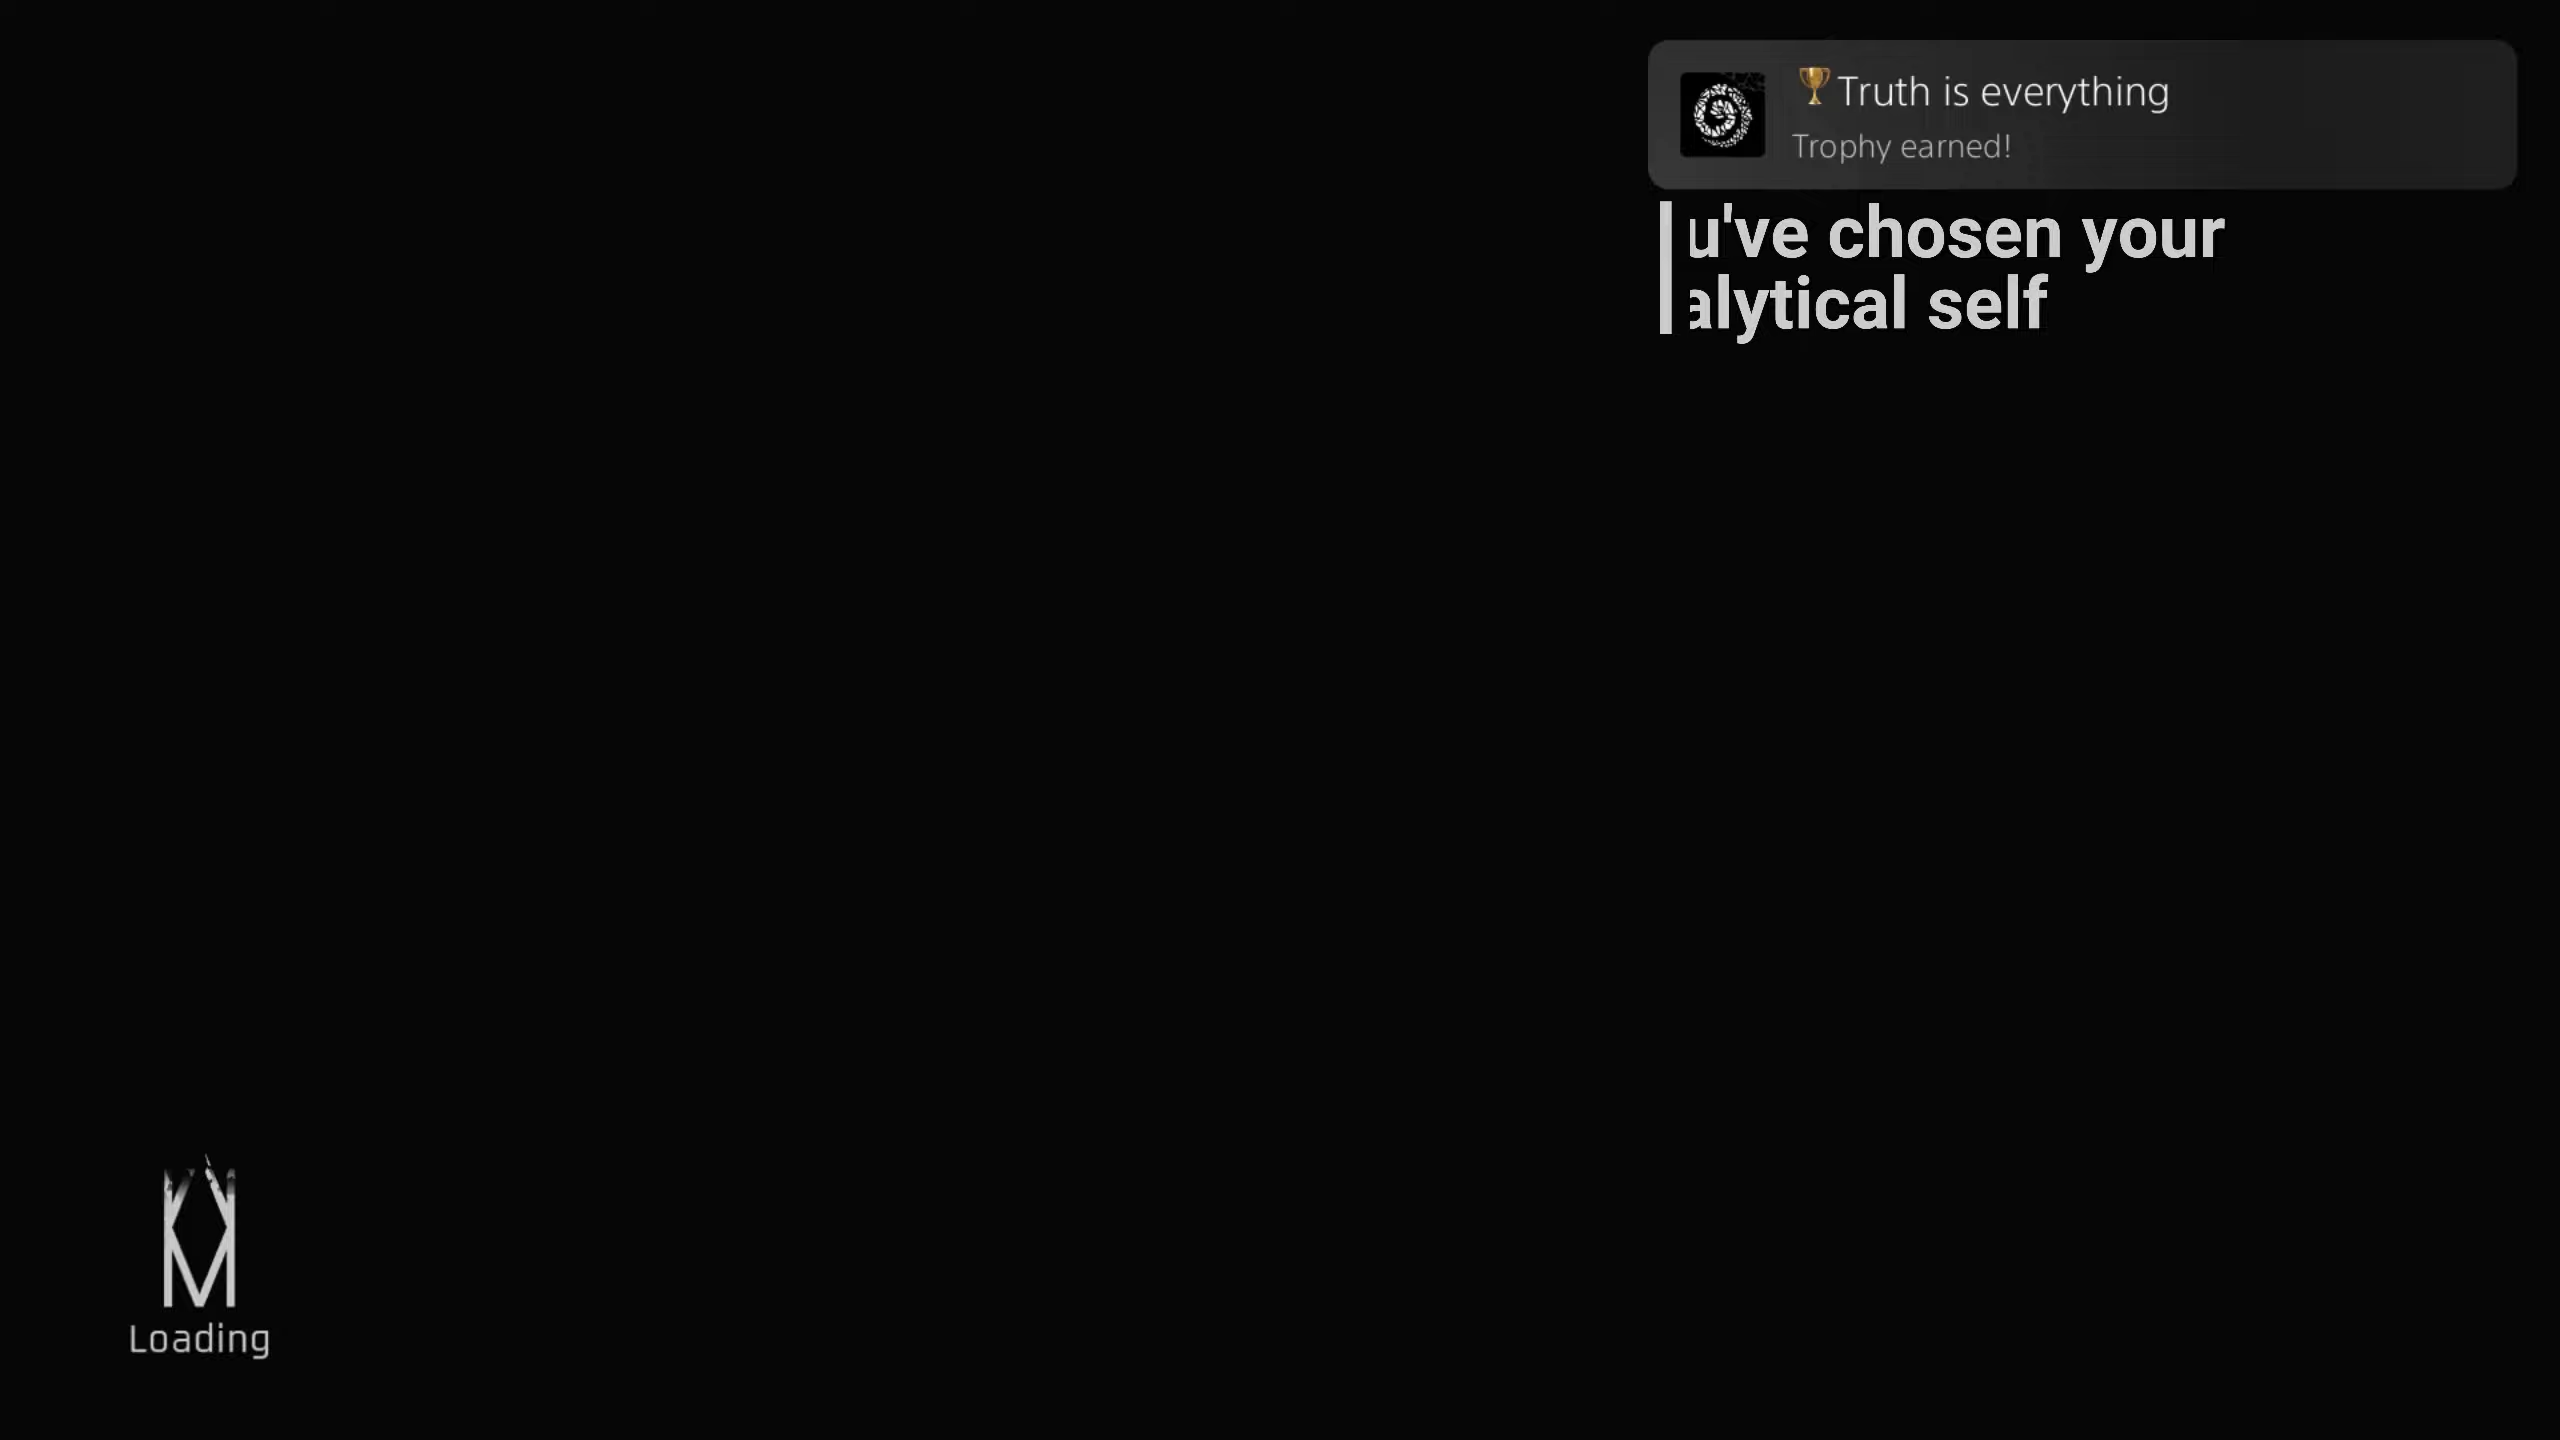 Truth is everything
Trophy earned!
u've chosen your
alytical self
Loading